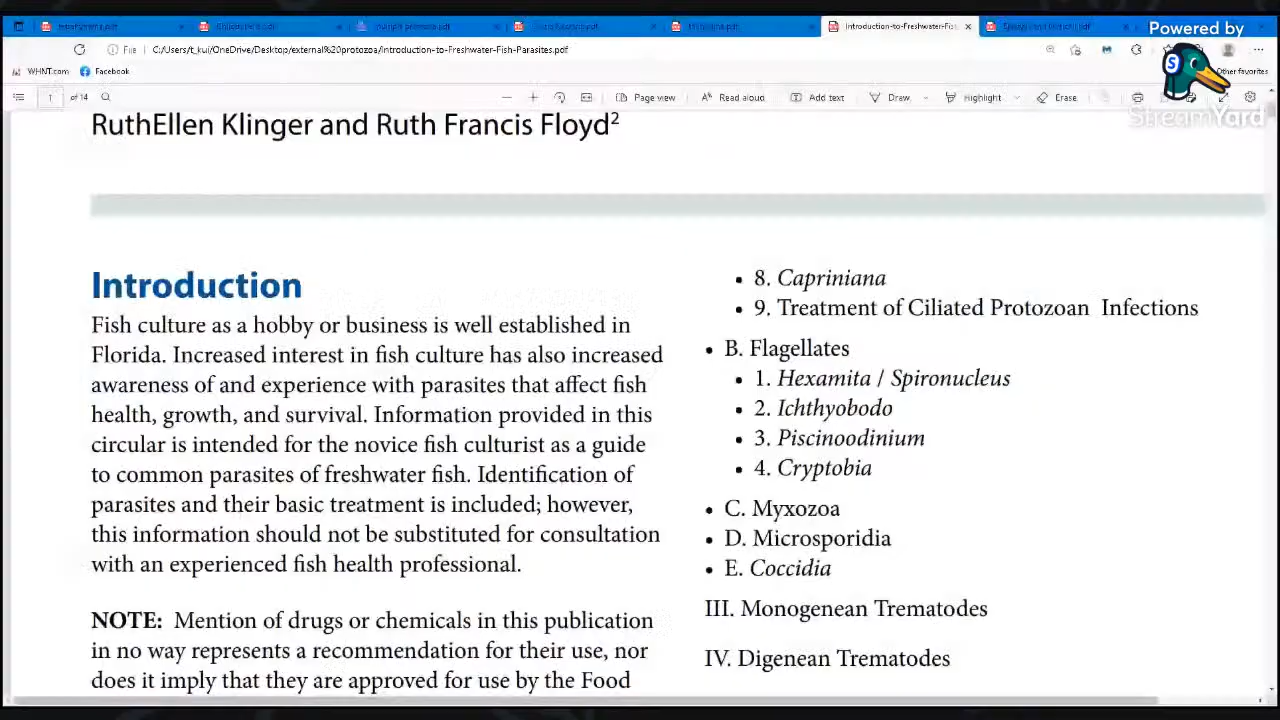 Introduction-to-Freshwater-Fish-Parasites.pdf
Powered by
StreamYard
File
C:/Users/t_kui/OneDrive/Desktop/external%20protozoa/Introduction-to-Freshwater-Fish-Parasites.pdf
WHNT.com
Facebook
Other favorites
1 of 14
Page view
Read aloud
Add text
Draw
Highlight
Erase
RuthEllen Klinger and Ruth Francis Floyd2
Introduction
Fish culture as a hobby or business is well established in
Florida. Increased interest in fish culture has also increased
awareness of and experience with parasites that affect fish
health, growth, and survival. Information provided in this
circular is intended for the novice fish culturist as a guide
to common parasites of freshwater fish. Identification of
parasites and their basic treatment is included; however,
this information should not be substituted for consultation
with an experienced fish health professional.
NOTE: Mention of drugs or chemicals in this publication
in no way represents a recommendation for their use, nor
does it imply that they are approved for use by the Food
• 8. Capriniana
• 9. Treatment of Ciliated Protozoan Infections
• B. Flagellates
• 1. Hexamita / Spironucleus
• 2. Ichthyobodo
• 3. Piscinoodinium
• 4. Cryptobia
• C. Myxozoa
• D. Microsporidia
• E. Coccidia
III. Monogenean Trematodes
IV. Digenean Trematodes